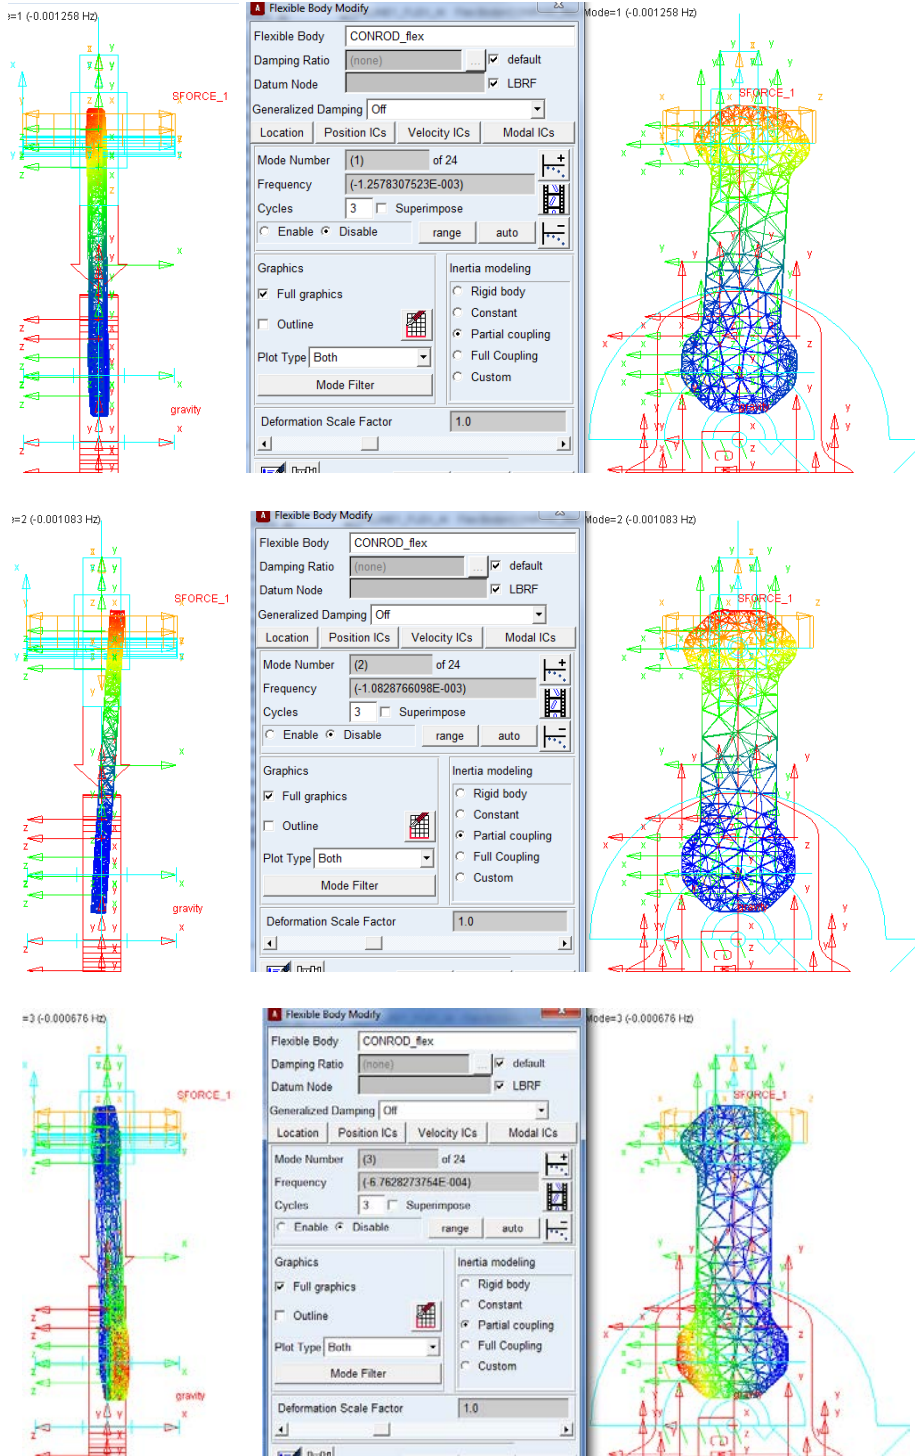 =1 (-0.001258 Hz)
SFORCE_1
gravity
Flexible Body Modify
Flexible Body CONROD_flex
Damping Ratio (none) ... default
Datum Node LBRF
Generalized Damping Off
Location Position ICs Velocity ICs Modal ICs
Mode Number (1) of 24
Frequency (-1.2578307523E-003)
Cycles 3 Superimpose
Enable Disable range auto
Graphics Inertia modeling
Full graphics Rigid body
Outline Constant
Partial coupling
Plot Type Both Full Coupling
Mode Filter Custom
Deformation Scale Factor 1.0
Mode=1 (-0.001258 Hz)
SFORCE_1
=2 (-0.001083 Hz)
SFORCE_1
gravity
Flexible Body Modify
Flexible Body CONROD_flex
Damping Ratio (none) ... default
Datum Node LBRF
Generalized Damping Off
Location Position ICs Velocity ICs Modal ICs
Mode Number (2) of 24
Frequency (-1.0828766098E-003)
Cycles 3 Superimpose
Enable Disable range auto
Graphics Inertia modeling
Full graphics Rigid body
Outline Constant
Partial coupling
Plot Type Both Full Coupling
Mode Filter Custom
Deformation Scale Factor 1.0
Mode=2 (-0.001083 Hz)
SFORCE_1
=3 (-0.000676 Hz)
SFORCE_1
gravity
Flexible Body Modify
Flexible Body CONROD_flex
Damping Ratio (none) ... default
Datum Node LBRF
Generalized Damping Off
Location Position ICs Velocity ICs Modal ICs
Mode Number (3) of 24
Frequency (-6.7628273754E-004)
Cycles 3 Superimpose
Enable Disable range auto
Graphics Inertia modeling
Full graphics Rigid body
Outline Constant
Partial coupling
Plot Type Both Full Coupling
Mode Filter Custom
Deformation Scale Factor 1.0
Mode=3 (-0.000676 Hz)
SFORCE_1
gravity